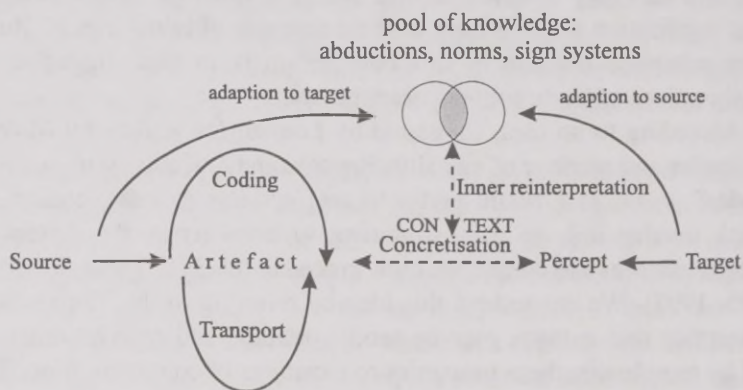 pool of knowledge:
abductions, norms, sign systems
adaption to target
adaption to source
Coding
Inner reinterpretation
CON TEXT
Concretisation
Source
Artefact
Percept
Target
Transport